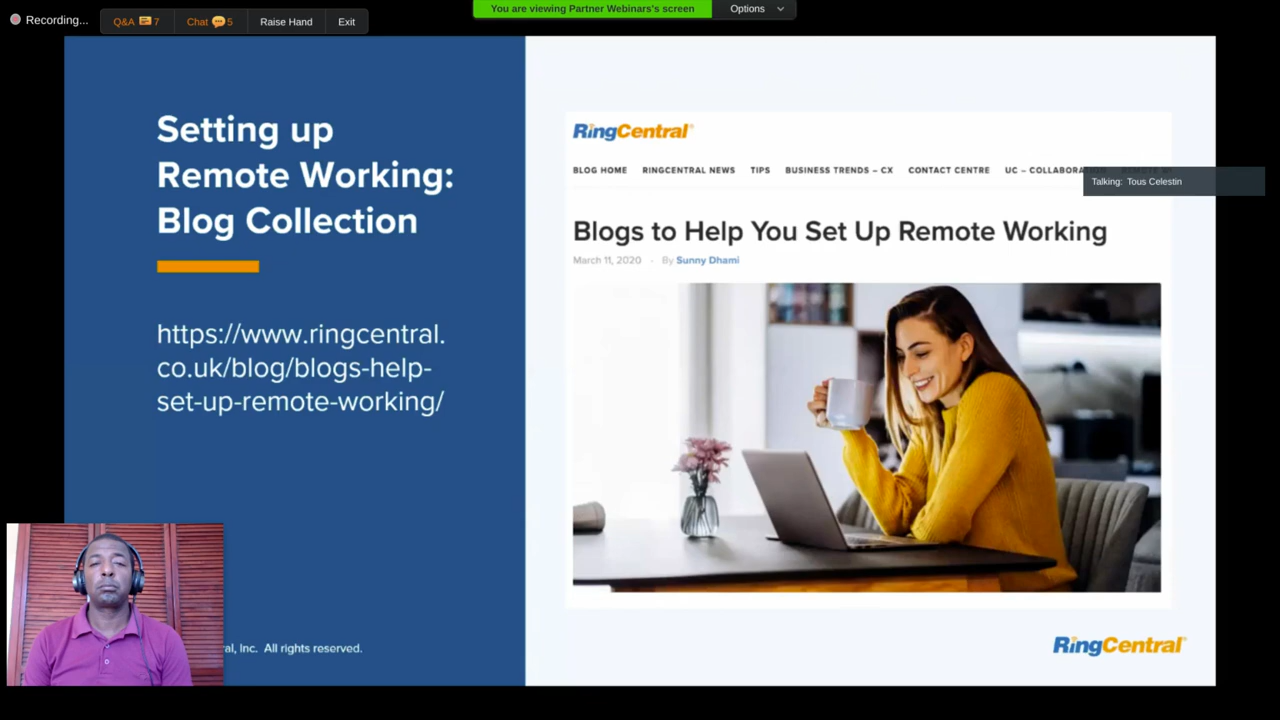 Recording...
Q&A 7
Chat 5
Raise Hand
Exit
You are viewing Partner Webinars's screen
Options
Setting up
Remote Working:
Blog Collection
https://www.ringcentral.
co.uk/blog/blogs-help-
set-up-remote-working/
al, Inc. All rights reserved.
RingCentral®
BLOG HOME RINGCENTRAL NEWS TIPS BUSINESS TRENDS – CX CONTACT CENTRE UC – COLLABORA
Talking: Tous Celestin
Blogs to Help You Set Up Remote Working
March 11, 2020 - By Sunny Dhami
RingCentral®